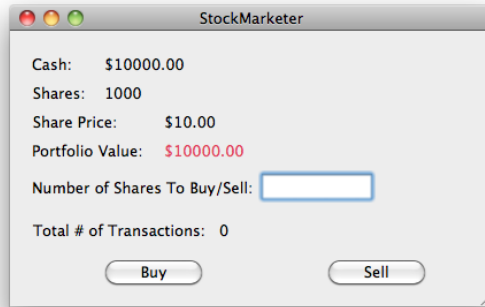 StockMarketer
Cash: $10000.00
Shares: 1000
Share Price: $10.00
Portfolio Value: $10000.00
Number of Shares To Buy/Sell:
Total # of Transactions: 0
Buy Sell